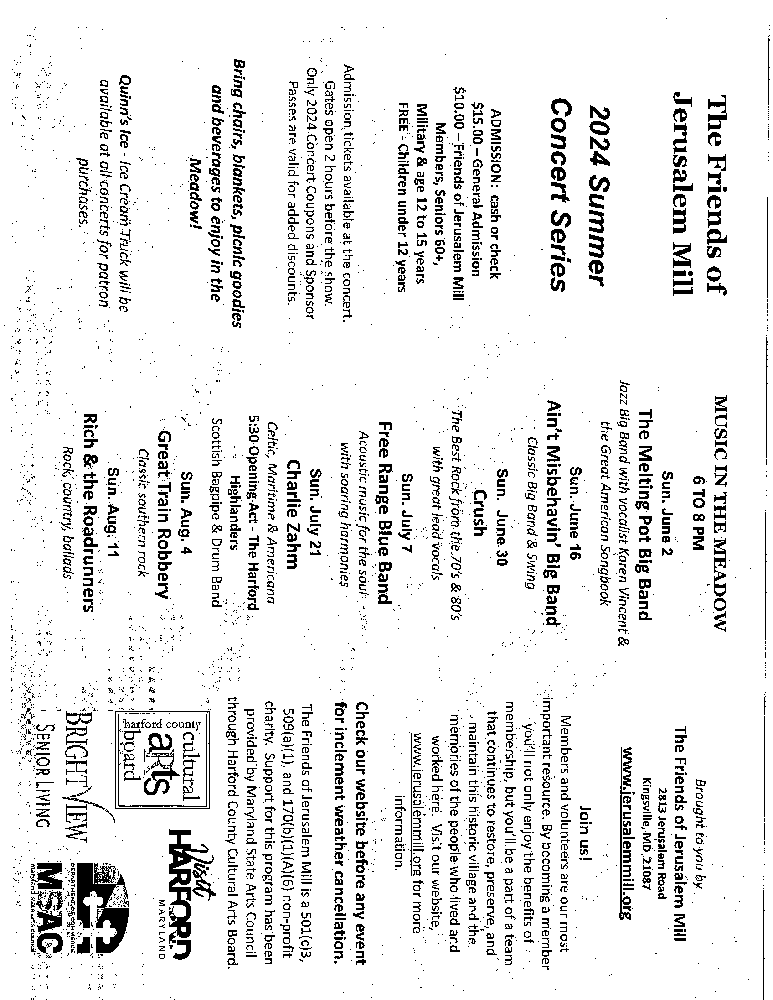 The Friends of
Jerusalem Mill
2024 Summer
Concert Series
ADMISSION: cash or check
$15.00 – General Admission
$10.00 – Friends of Jerusalem Mill
Members, Seniors 60+,
Military & age 12 to 15 years
FREE - Children under 12 years
Admission tickets available at the concert.
Gates open 2 hours before the show.
Only 2024 Concert Coupons and Sponsor
Passes are valid for added discounts.
Bring chairs, blankets, picnic goodies
and beverages to enjoy in the
Meadow!
Quinn's Ice - Ice Cream Truck will be
available at all concerts for patron
purchases.
MUSIC IN THE MEADOW
6 TO 8 PM
Sun. June 2
The Melting Pot Big Band
Jazz Big Band with vocalist Karen Vincent &
the Great American Songbook
Sun. June 16
Ain't Misbehavin' Big Band
Classic Big Band & Swing
Sun. June 30
Crush
The Best Rock from the 70's & 80's
with great lead vocals
Sun. July 7
Free Range Blue Band
Acoustic music for the soul
with soaring harmonies
Sun. July 21
Charlie Zahm
Celtic, Maritime & Americana
5:30 Opening Act - The Harford
Highlanders
Scottish Bagpipe & Drum Band
Sun. Aug. 4
Great Train Robbery
Classic southern rock
Sun. Aug. 11
Rich & the Roadrunners
Rock, country, ballads
Brought to you by
The Friends of Jerusalem Mill
2813 Jerusalem Road
Kingsville, MD 21087
www.jerusalemmill.org
Join us!
Members and volunteers are our most
important resource. By becoming a member
you'll not only enjoy the benefits of
membership, but you'll be a part of a team
that continues to restore, preserve, and
maintain this historic village and the
memories of the people who lived and
worked here. Visit our website,
www.jerusalemmill.org for more
information.
Check our website before any event
for inclement weather cancellation.
The Friends of Jerusalem Mill is a 501(c)3,
509(a)(1), and 170(b)(1)(A)(6) non-profit
charity. Support for this program has been
provided by Maryland State Arts Council
through Harford County Cultural Arts Board.
harford county
cultural
arts
board
Visit
HARFORD
MARYLAND
BRIGHTVIEW
SENIOR LIVING
DEPARTMENT OF COMMERCE
MSAC
maryland state arts council